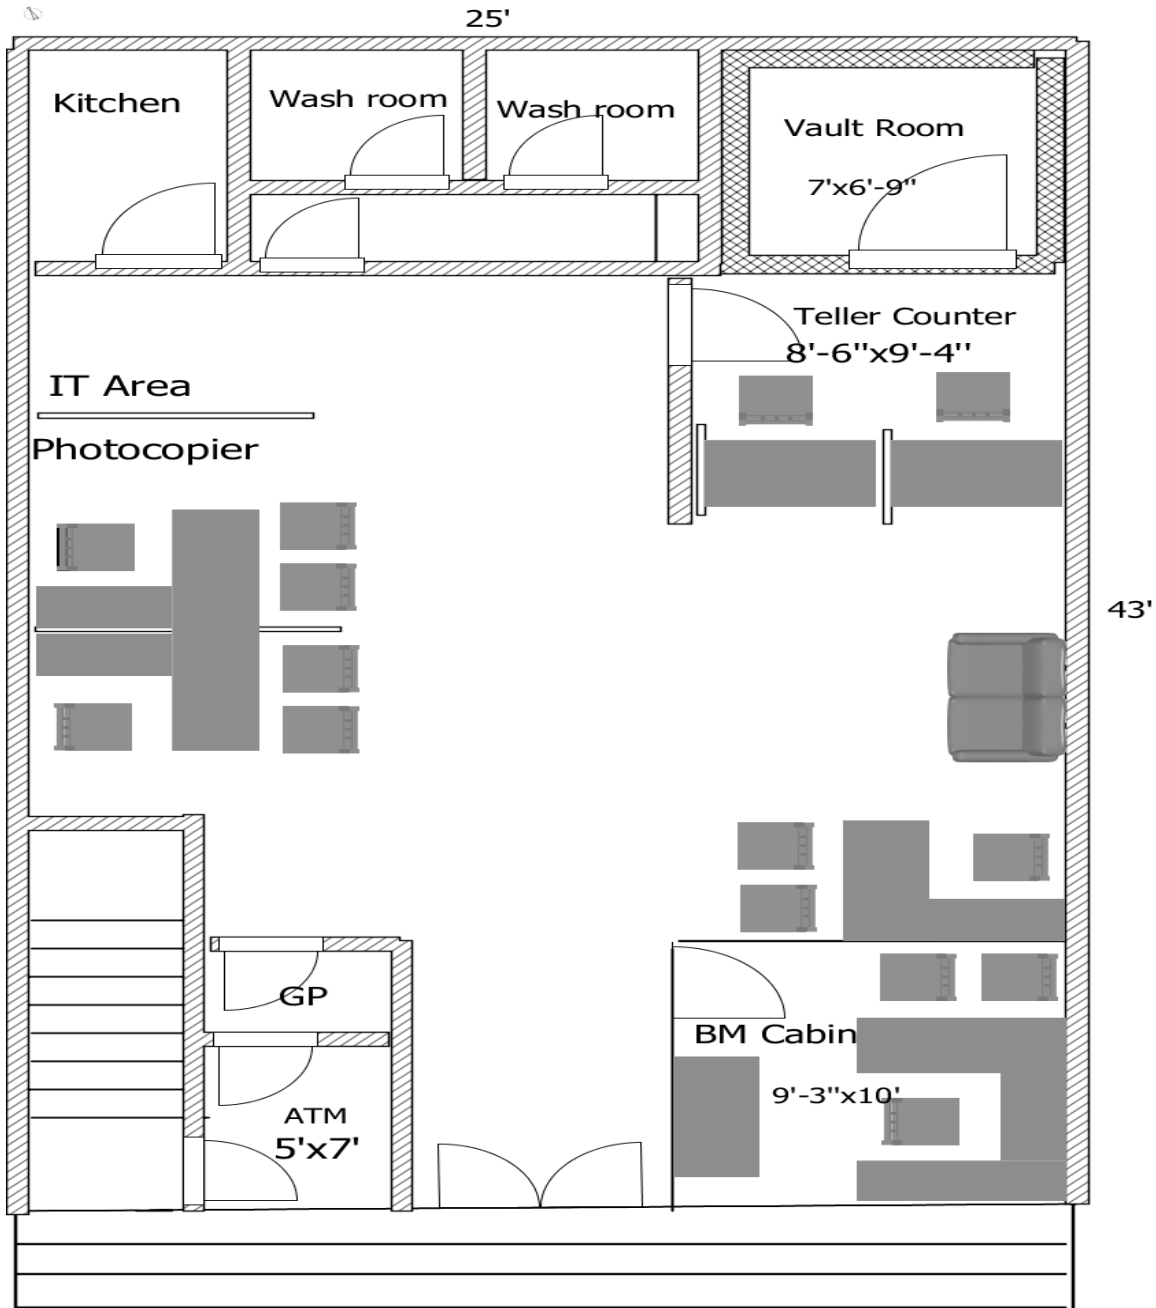 25'
Kitchen
Wash room
Wash room
Vault Room
7'x6'-9"
Teller Counter
8'-6"x9'-4"
IT Area
Photocopier
43'
GP
BM Cabin
9'-3"x10'
ATM
5'x7'